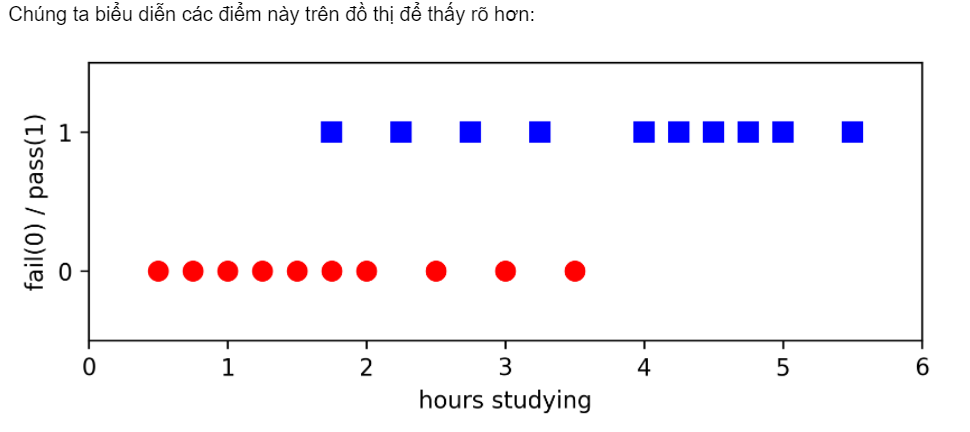 Chúng ta biểu diễn các điểm này trên đồ thị để thấy rõ hơn:
fail(0) / pass(1)
1
0
0 1 2 3 4 5 6
hours studying